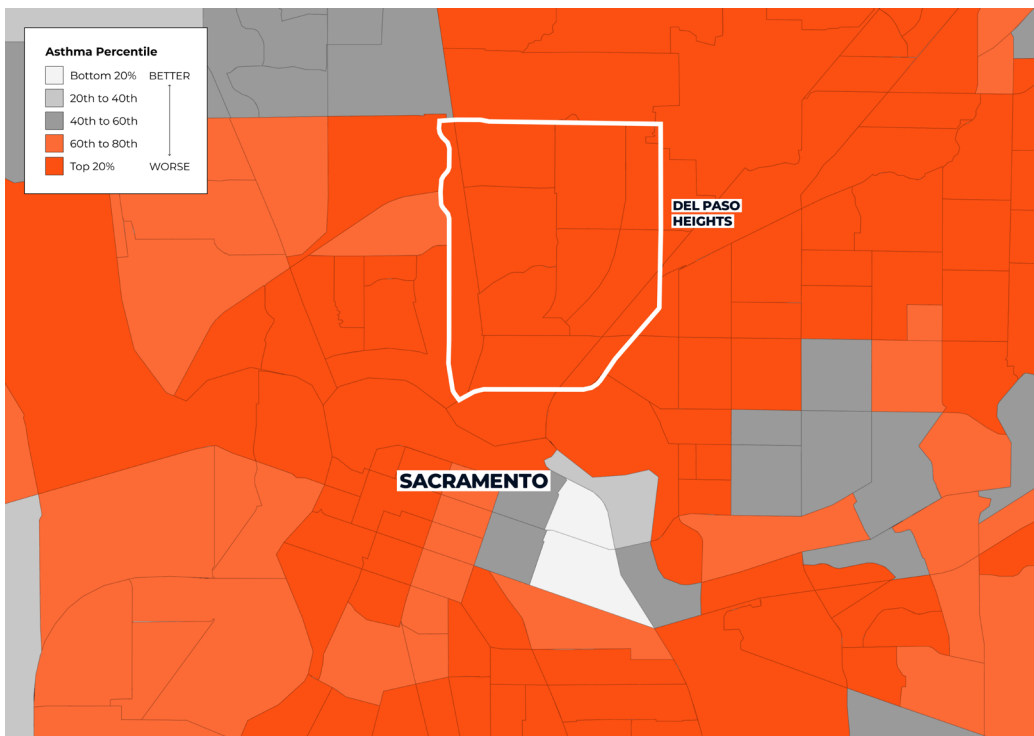 Asthma Percentile
Bottom 20% BETTER
20th to 40th
40th to 60th
60th to 80th
Top 20% WORSE
DEL PASO
HEIGHTS
SACRAMENTO